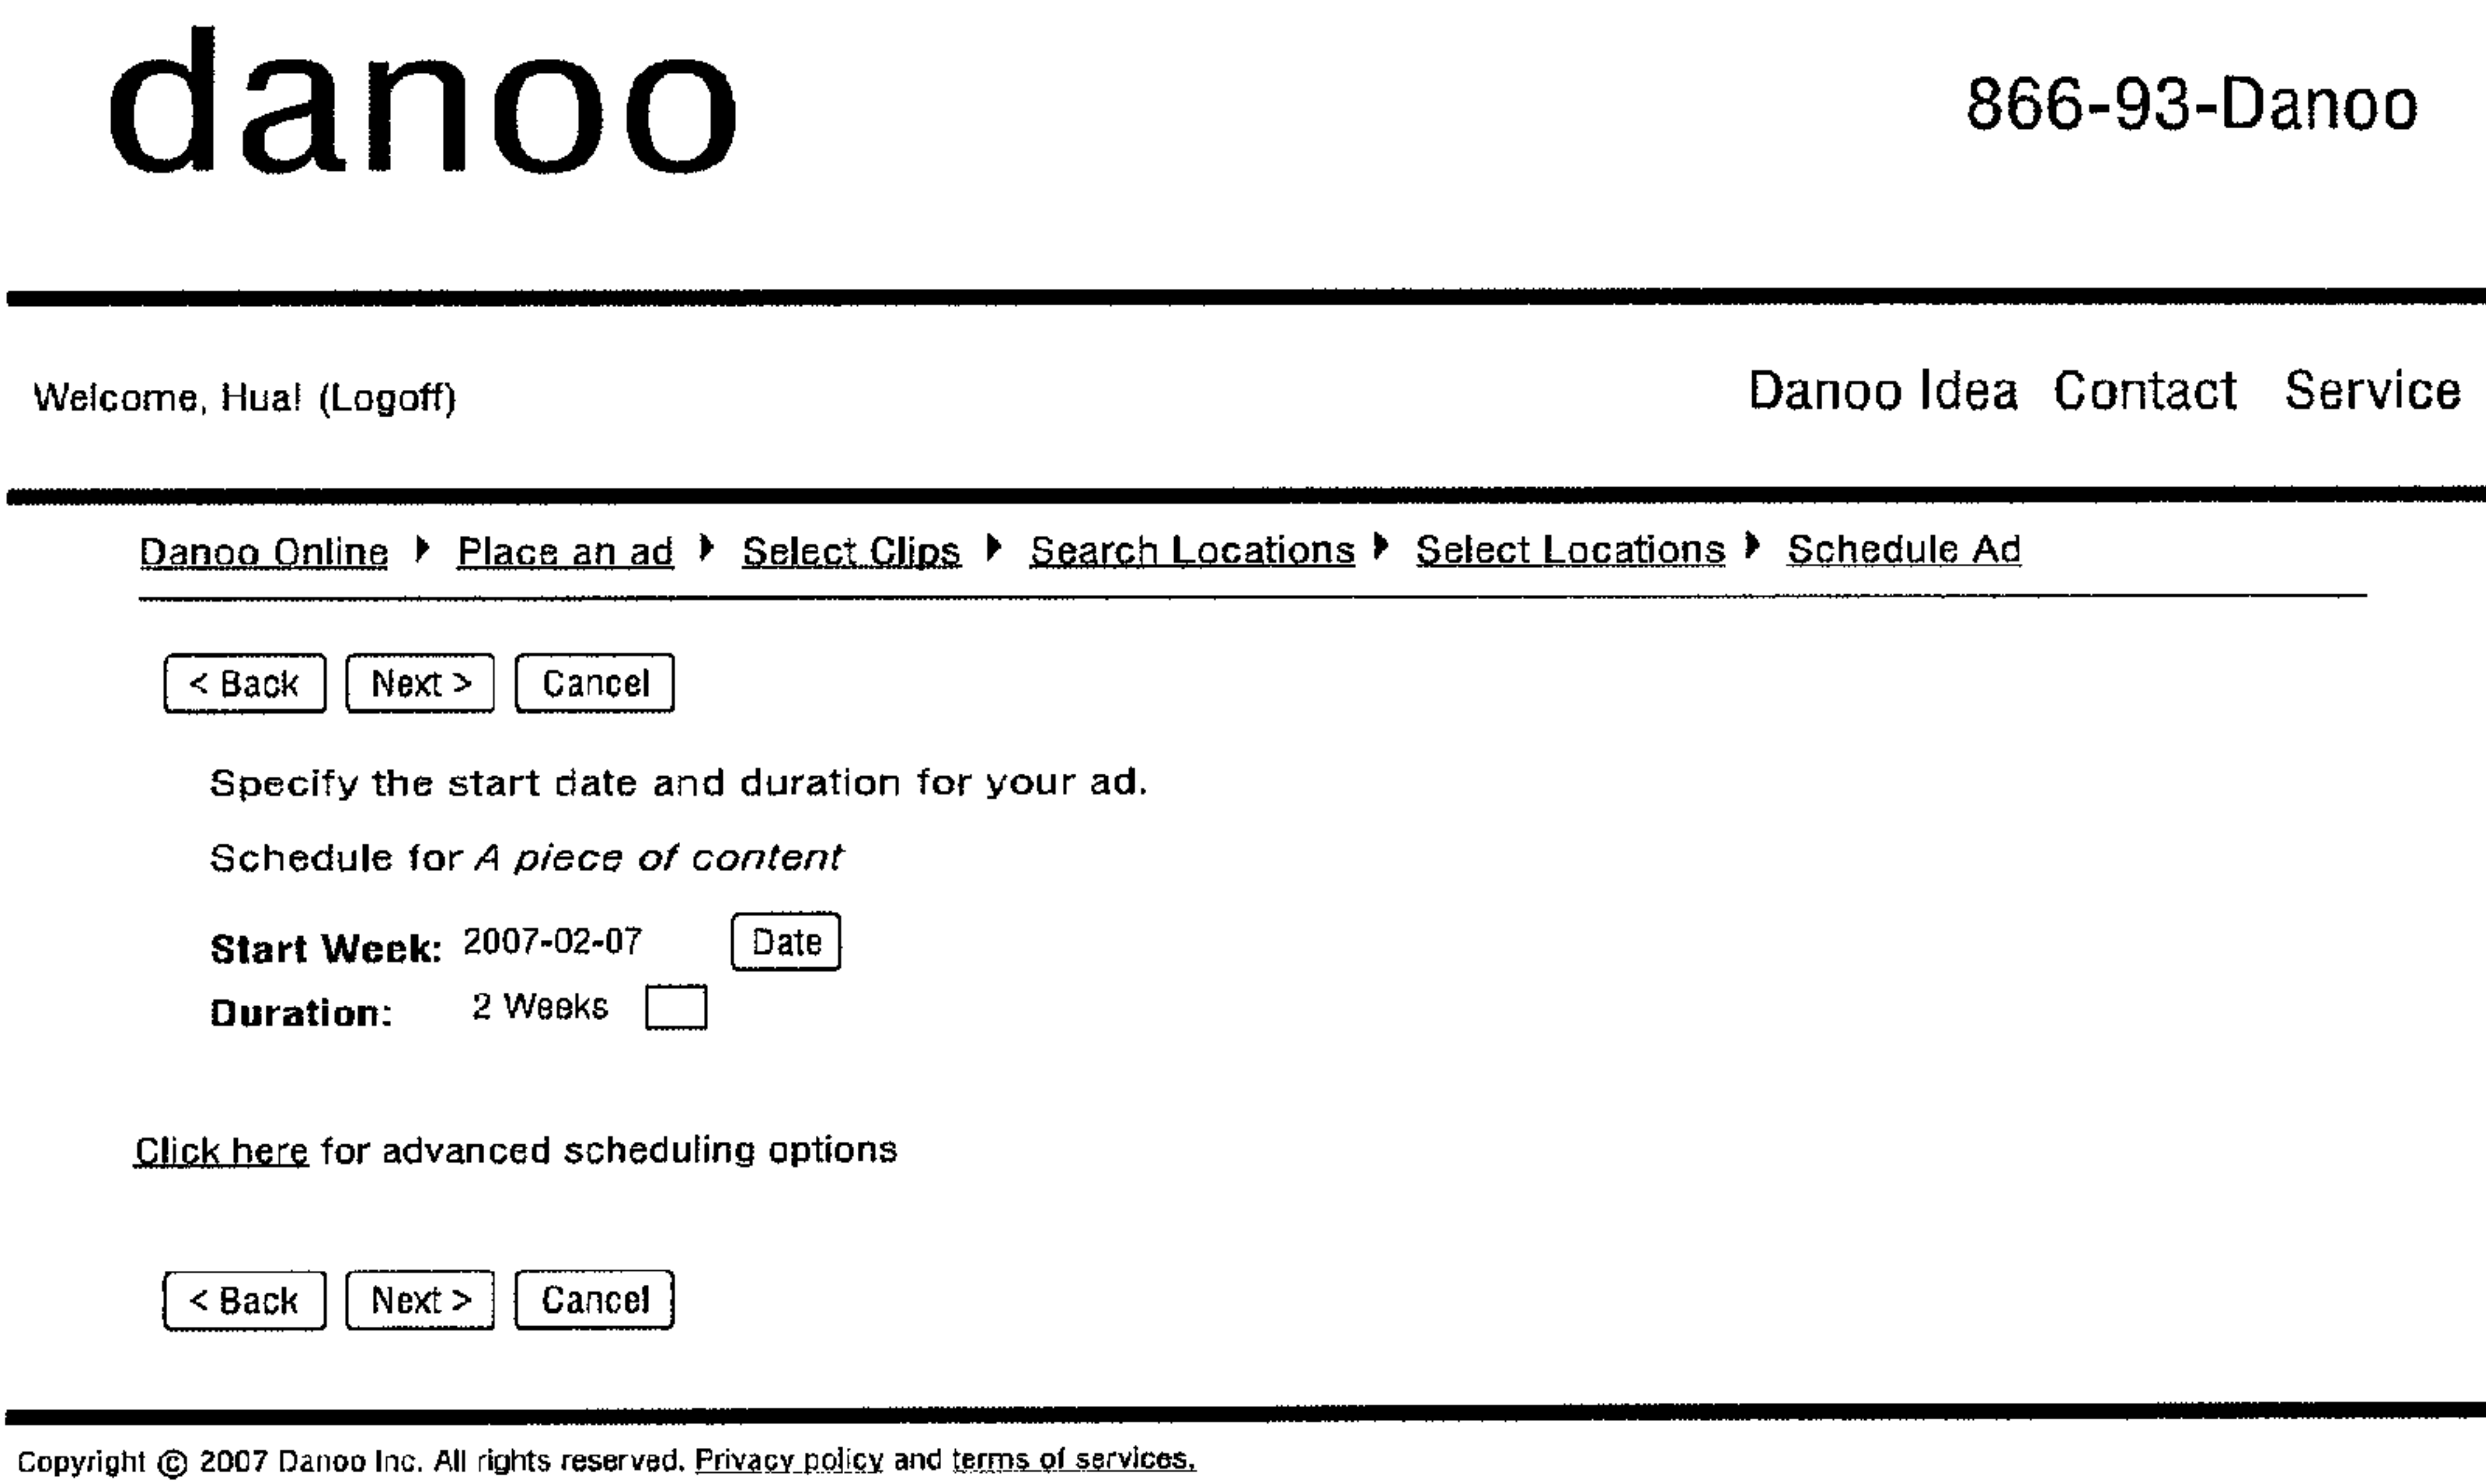 danoo
866-93-Danoo
Welcome, Hua! (Logoff)
Danoo Idea Contact Service
Danoo Online ▶ Place an ad ▶ Select Clips ▶ Search Locations ▶ Select Locations ▶ Schedule Ad
< Back Next > Cancel
Specify the start date and duration for your ad.
Schedule for A piece of content
Start Week: 2007-02-07 Date
Duration: 2 Weeks
Click here for advanced scheduling options
< Back Next > Cancel
Copyright © 2007 Danoo Inc. All rights reserved. Privacy policy and terms of services.